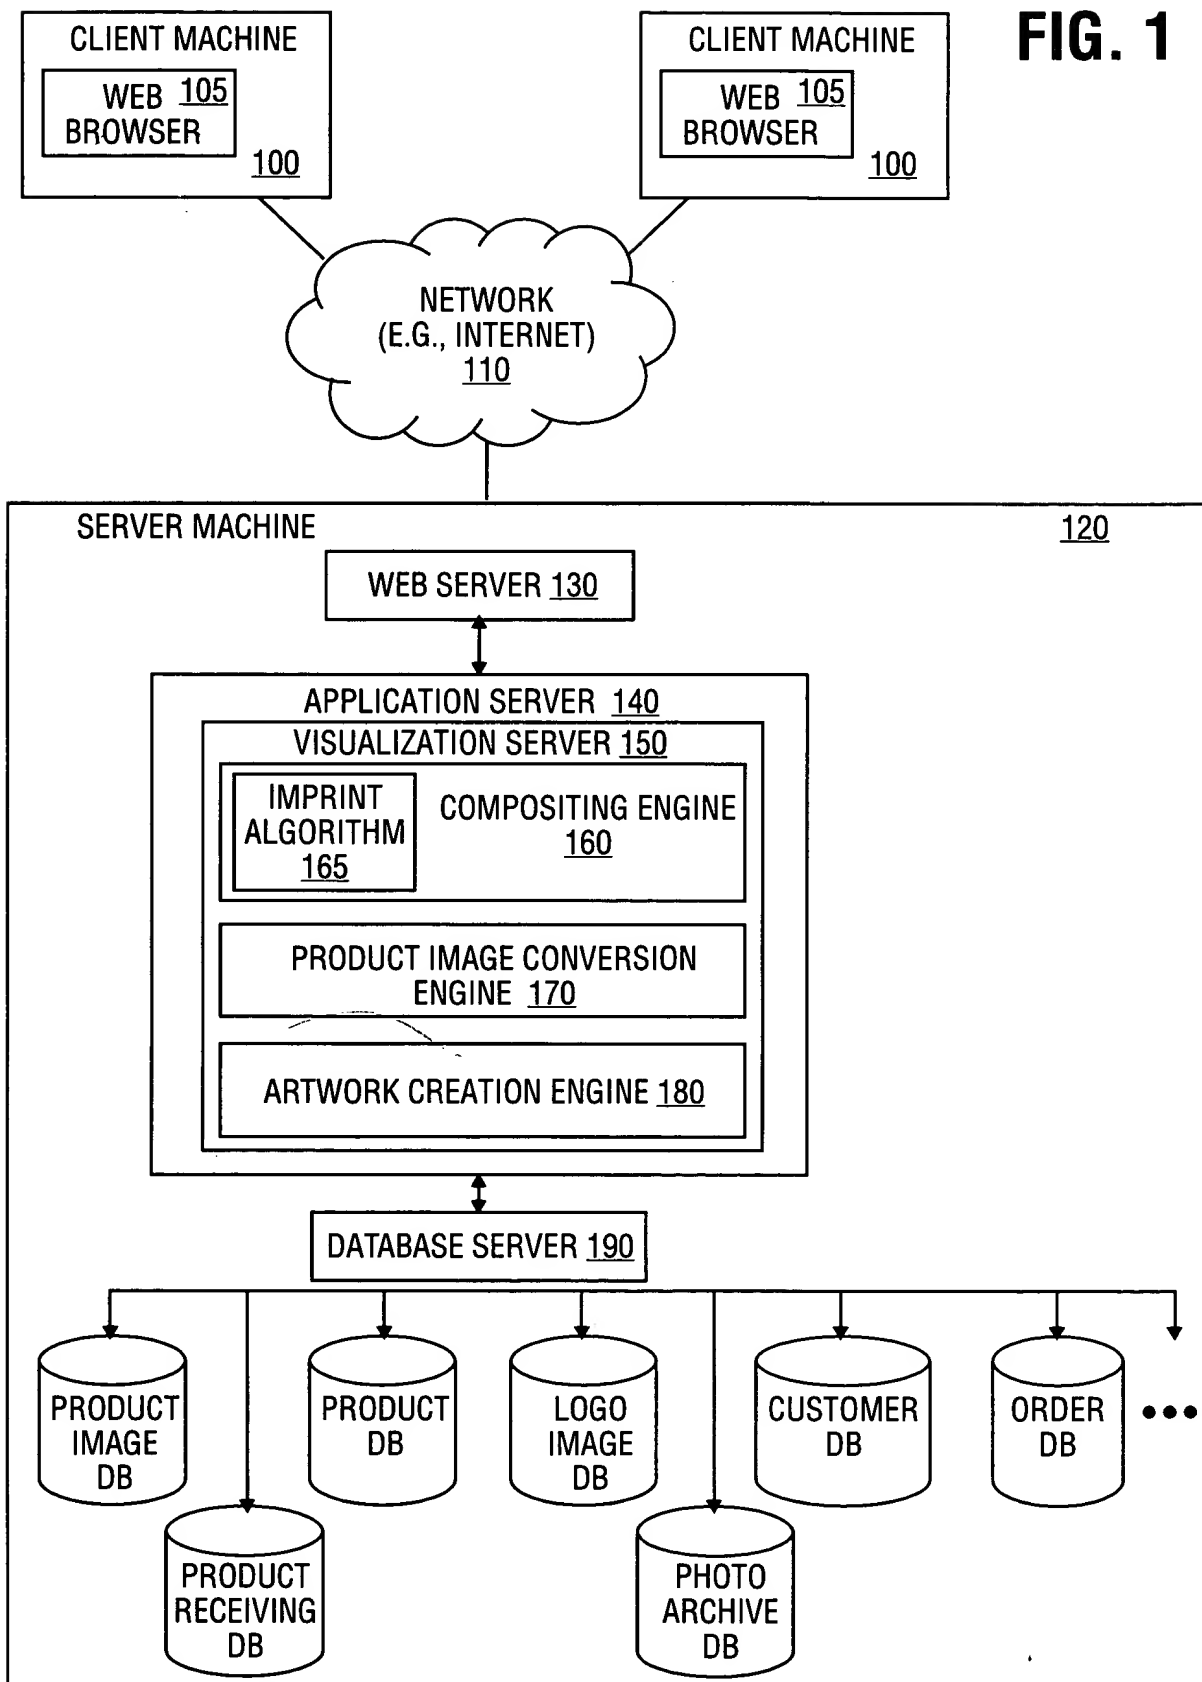 FIG. 1
CLIENT MACHINE
WEB 105
BROWSER
100
CLIENT MACHINE
WEB 105
BROWSER
100
NETWORK
(E.G., INTERNET)
110
SERVER MACHINE
120
WEB SERVER 130
APPLICATION SERVER 140
VISUALIZATION SERVER 150
IMPRINT
ALGORITHM
165
COMPOSITING ENGINE
160
PRODUCT IMAGE CONVERSION
ENGINE 170
ARTWORK CREATION ENGINE 180
DATABASE SERVER 190
PRODUCT
IMAGE
DB
PRODUCT
DB
LOGO
IMAGE
DB
CUSTOMER
DB
ORDER
DB
PRODUCT
RECEIVING
DB
PHOTO
ARCHIVE
DB